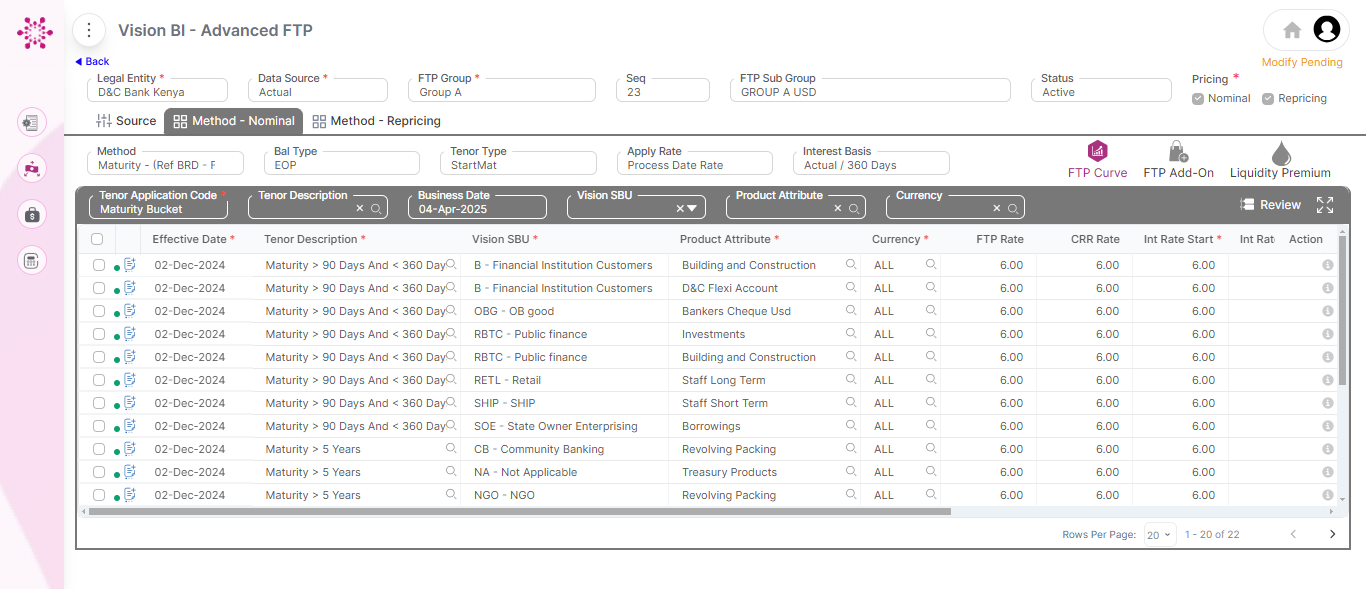 Vision BI - Advanced FTP
Back
Modify Pending
Legal Entity *
D&C Bank Kenya
Data Source *
Actual
FTP Group *
Group A
Seq
23
FTP Sub Group
GROUP A USD
Status
Active
Pricing *
Nominal
Repricing
Source
Method - Nominal
Method - Repricing
Method
Maturity - (Ref BRD - F
Bal Type
EOP
Tenor Type
StartMat
Apply Rate
Process Date Rate
Interest Basis
Actual / 360 Days
FTP Curve
FTP Add-On
Liquidity Premium
Tenor Application Code *
Maturity Bucket
Tenor Description
Business Date
04-Apr-2025
Vision SBU
Product Attribute
Currency
Review
Effective Date * Tenor Description * Vision SBU * Product Attribute * Currency * FTP Rate CRR Rate Int Rate Start * Int Rat Action
02-Dec-2024 Maturity > 90 Days And < 360 Day B - Financial Institution Customers Building and Construction ALL 6.00 6.00 6.00
02-Dec-2024 Maturity > 90 Days And < 360 Day B - Financial Institution Customers D&C Flexi Account ALL 6.00 6.00 6.00
02-Dec-2024 Maturity > 90 Days And < 360 Day OBG - OB good Bankers Cheque Usd ALL 6.00 6.00 6.00
02-Dec-2024 Maturity > 90 Days And < 360 Day RBTC - Public finance Investments ALL 6.00 6.00 6.00
02-Dec-2024 Maturity > 90 Days And < 360 Day RBTC - Public finance Building and Construction ALL 6.00 6.00 6.00
02-Dec-2024 Maturity > 90 Days And < 360 Day RETL - Retail Staff Long Term ALL 6.00 6.00 6.00
02-Dec-2024 Maturity > 90 Days And < 360 Day SHIP - SHIP Staff Short Term ALL 6.00 6.00 6.00
02-Dec-2024 Maturity > 90 Days And < 360 Day SOE - State Owner Enterprising Borrowings ALL 6.00 6.00 6.00
02-Dec-2024 Maturity > 5 Years CB - Community Banking Revolving Packing ALL 6.00 6.00 6.00
02-Dec-2024 Maturity > 5 Years NA - Not Applicable Treasury Products ALL 6.00 6.00 6.00
02-Dec-2024 Maturity > 5 Years NGO - NGO Revolving Packing ALL 6.00 6.00 6.00
Rows Per Page: 20 1 - 20 of 22